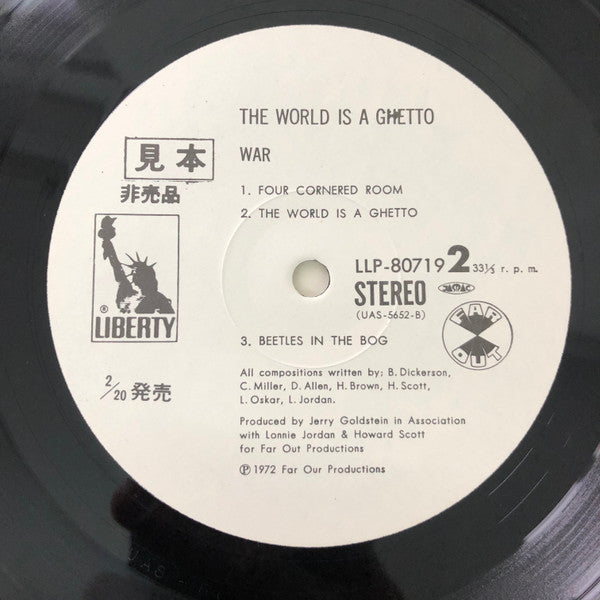 THE WORLD IS A GHETTO
見本
非売品
WAR
1. FOUR CORNERED ROOM
2. THE WORLD IS A GHETTO
® LIBERTY
LLP-80719 2 33⅓ r. p. m.
STEREO JASRAC
(UAS-5652-B)
FAR OUT
3. BEETLES IN THE BOG
2/20 発売
All compositions written by; B. Dickerson,
C. Miller, D. Allen, H. Brown, H. Scott,
L. Oskar, L. Jordan.
Produced by Jerry Goldstein in Association
with Lonnie Jordan & Howard Scott
for Far Out Productions
Ⓟ 1972 Far Out Productions
UAS